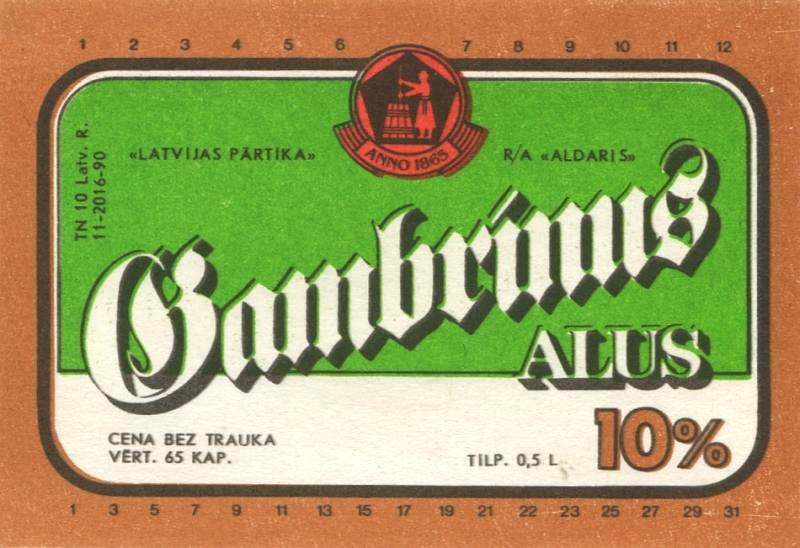 1 2 3 4 5 6 7 8 9 10 11 12
ANNO 1865
TN 10 Latv. R.
11-2016-90
«LATVIJAS PĀRTIKA» R/A «ALDARIS»
Gambrinus
ALUS
10%
CENA BEZ TRAUKA
VĒRT. 65 KAP.
TILP. 0,5 L
1 3 5 7 9 11 13 15 17 19 21 22 23 25 27 29 31